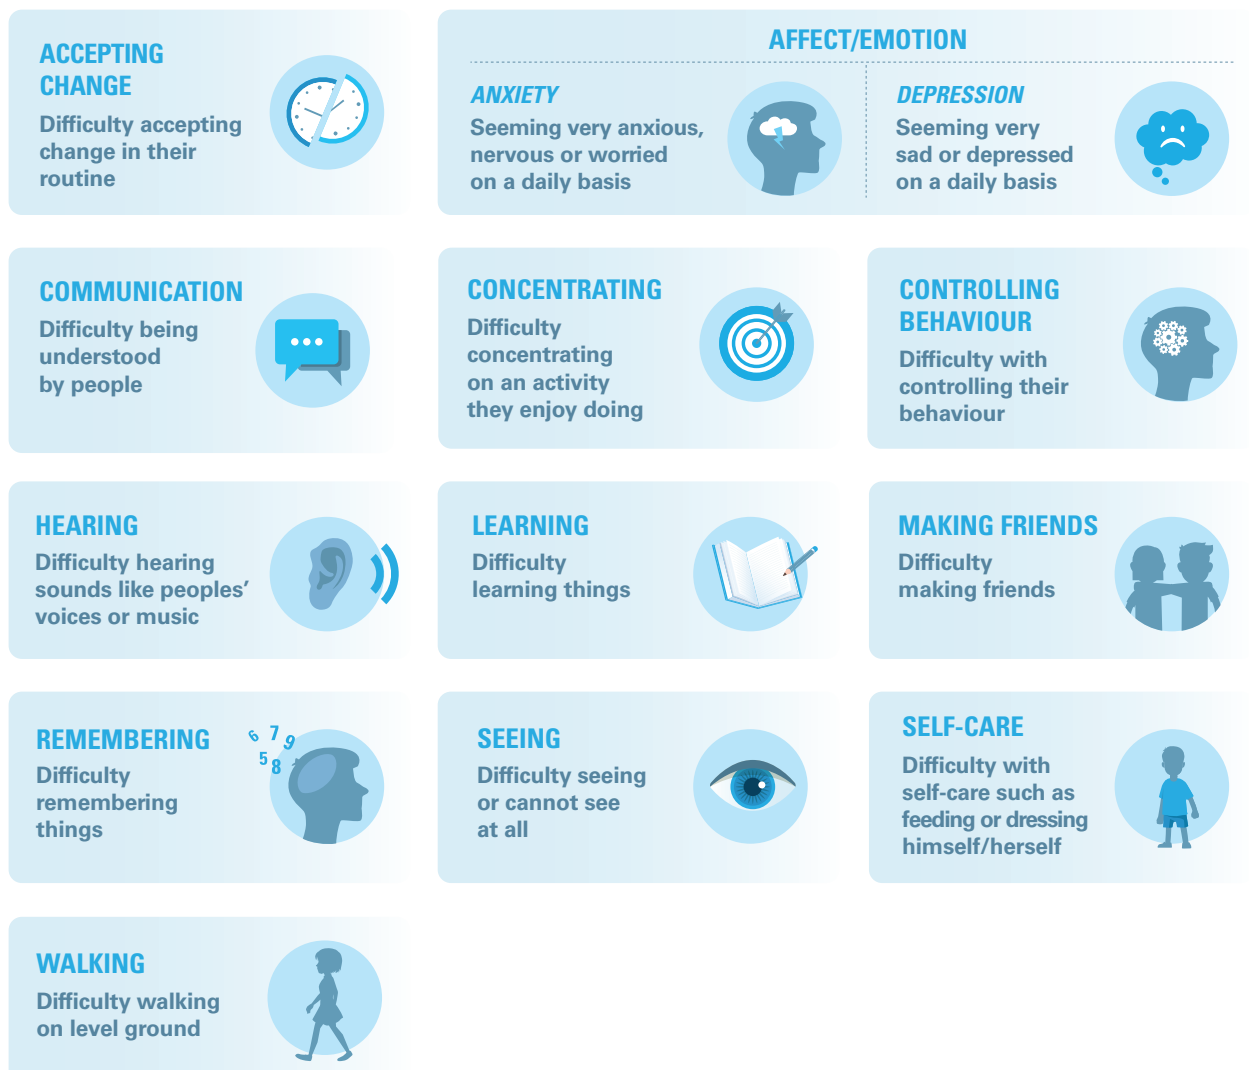 ACCEPTING
CHANGE
Difficulty accepting
change in their
routine
AFFECT/EMOTION
ANXIETY
Seeming very anxious,
nervous or worried
on a daily basis
DEPRESSION
Seeming very
sad or depressed
on a daily basis
COMMUNICATION
Difficulty being
understood
by people
CONCENTRATING
Difficulty
concentrating
on an activity
they enjoy doing
CONTROLLING
BEHAVIOUR
Difficulty with
controlling their
behaviour
HEARING
Difficulty hearing
sounds like peoples’
voices or music
LEARNING
Difficulty
learning things
MAKING FRIENDS
Difficulty
making friends
REMEMBERING
Difficulty
remembering
things
6 7 9
5 8
SEEING
Difficulty seeing
or cannot see
at all
SELF-CARE
Difficulty with
self-care such as
feeding or dressing
himself/herself
WALKING
Difficulty walking
on level ground